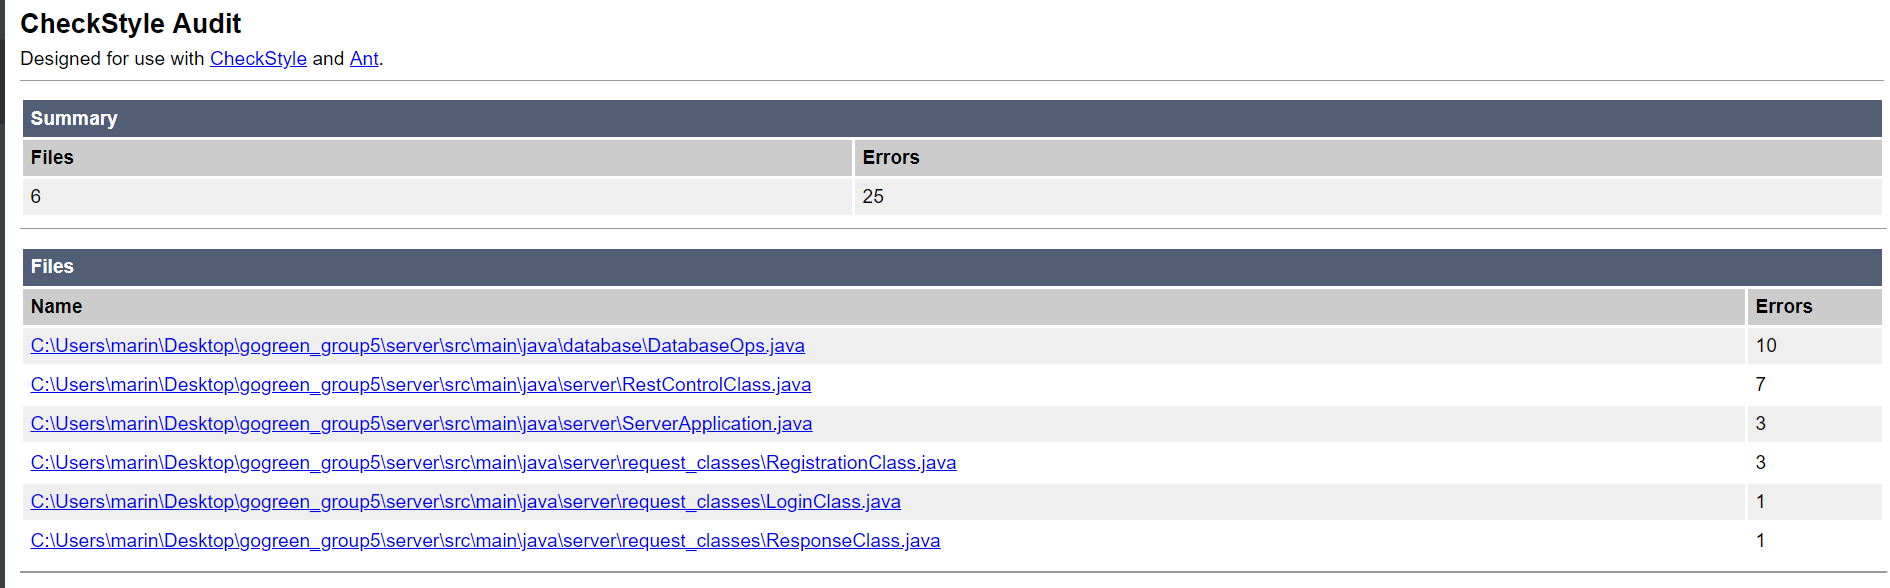 CheckStyle Audit
Designed for use with CheckStyle and Ant.
Summary
Files Errors
6 25
Files
Name Errors
C:\Users\marin\Desktop\gogreen_group5\server\src\main\java\database\DatabaseOps.java 10
C:\Users\marin\Desktop\gogreen_group5\server\src\main\java\server\RestControlClass.java 7
C:\Users\marin\Desktop\gogreen_group5\server\src\main\java\server\ServerApplication.java 3
C:\Users\marin\Desktop\gogreen_group5\server\src\main\java\server\request_classes\RegistrationClass.java 3
C:\Users\marin\Desktop\gogreen_group5\server\src\main\java\server\request_classes\LoginClass.java 1
C:\Users\marin\Desktop\gogreen_group5\server\src\main\java\server\request_classes\ResponseClass.java 1